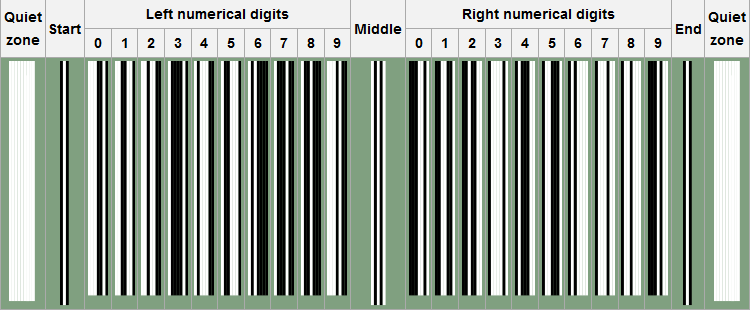 Quiet zone
Start
Left numerical digits
0 1 2 3 4 5 6 7 8 9
Middle
Right numerical digits
0 1 2 3 4 5 6 7 8 9
End
Quiet zone